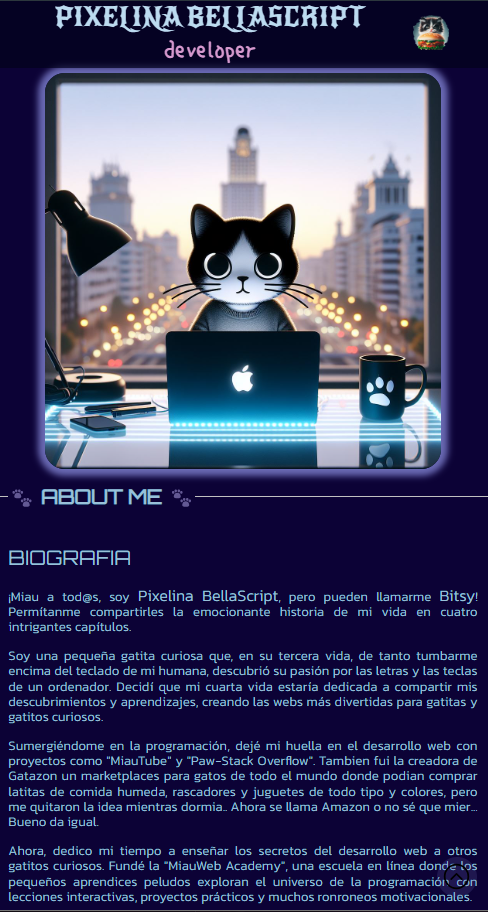 PIXELINA BELLASCRIPT
developer
ABOUT ME
BIOGRAFIA
¡Miau a tod@s, soy Pixelina BellaScript, pero pueden llamarme Bitsy!
Permítanme compartirles la emocionante historia de mi vida en cuatro
intrigantes capítulos.
Soy una pequeña gatita curiosa que, en su tercera vida, de tanto tumbarme
encima del teclado de mi humana, descubrió su pasión por las letras y las teclas
de un ordenador. Decidí que mi cuarta vida estaría dedicada a compartir mis
descubrimientos y aprendizajes, creando las webs más divertidas para gatitas y
gatitos curiosos.
Sumergiéndome en la programación, dejé mi huella en el desarrollo web con
proyectos como "MiauTube" y "Paw-Stack Overflow". Tambien fui la creadora de
Gatazon un marketplaces para gatos de todo el mundo donde podian comprar
latitas de comida humeda, rascadores y juguetes de todo tipo y colores, pero
me quitaron la idea mientras dormia.. Ahora se llama Amazon o no sé que mier...
Bueno da igual.
Ahora, dedico mi tiempo a enseñar los secretos del desarrollo web a otros
gatitos curiosos. Fundé la "MiauWeb Academy", una escuela en línea donde los
pequeños aprendices peludos exploran el universo de la programación con
lecciones interactivas, proyectos prácticos y muchos ronroneos motivacionales.